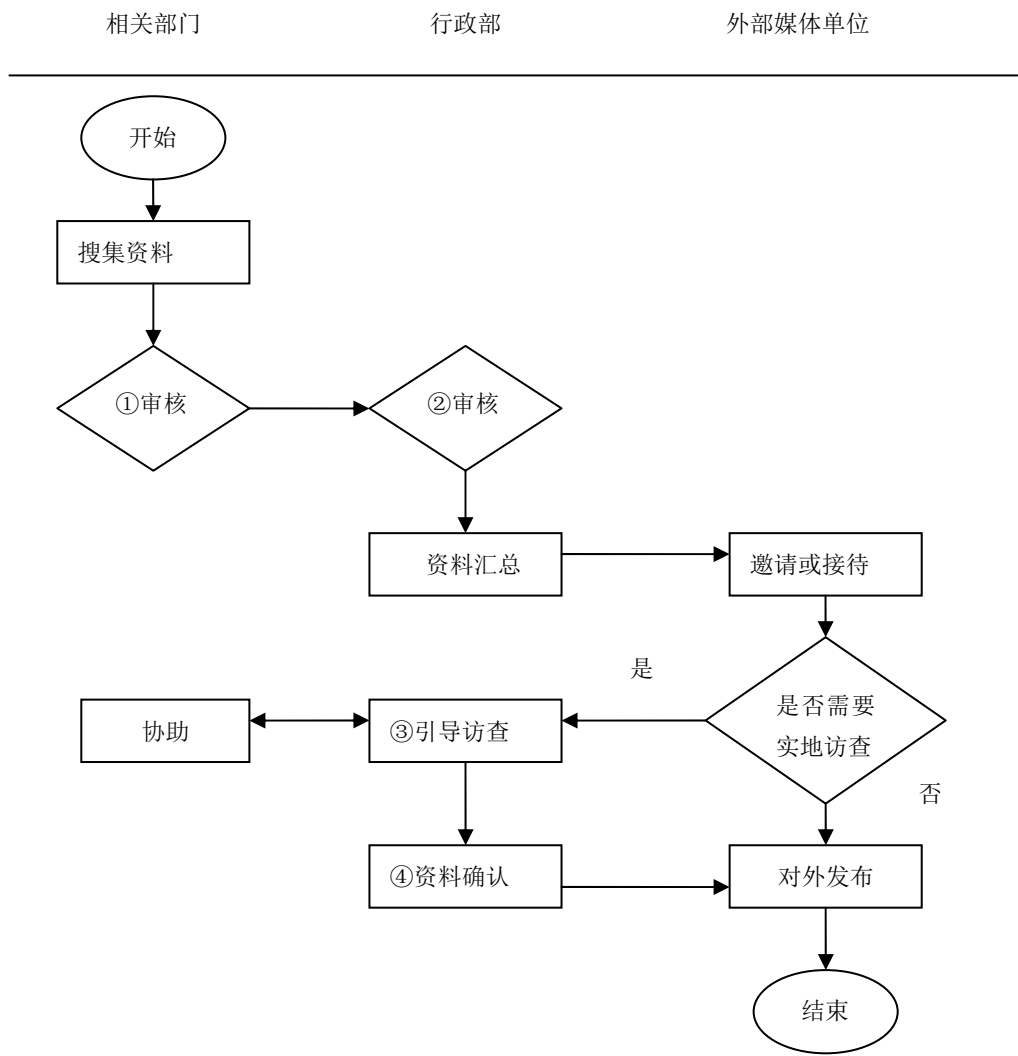 相关部门 行政部 外部媒体单位
开始
搜集资料
①审核 ②审核
资料汇总 邀请或接待
是
是否需要
实地访查
协助 ③引导访查
否
④资料确认 对外发布
结束